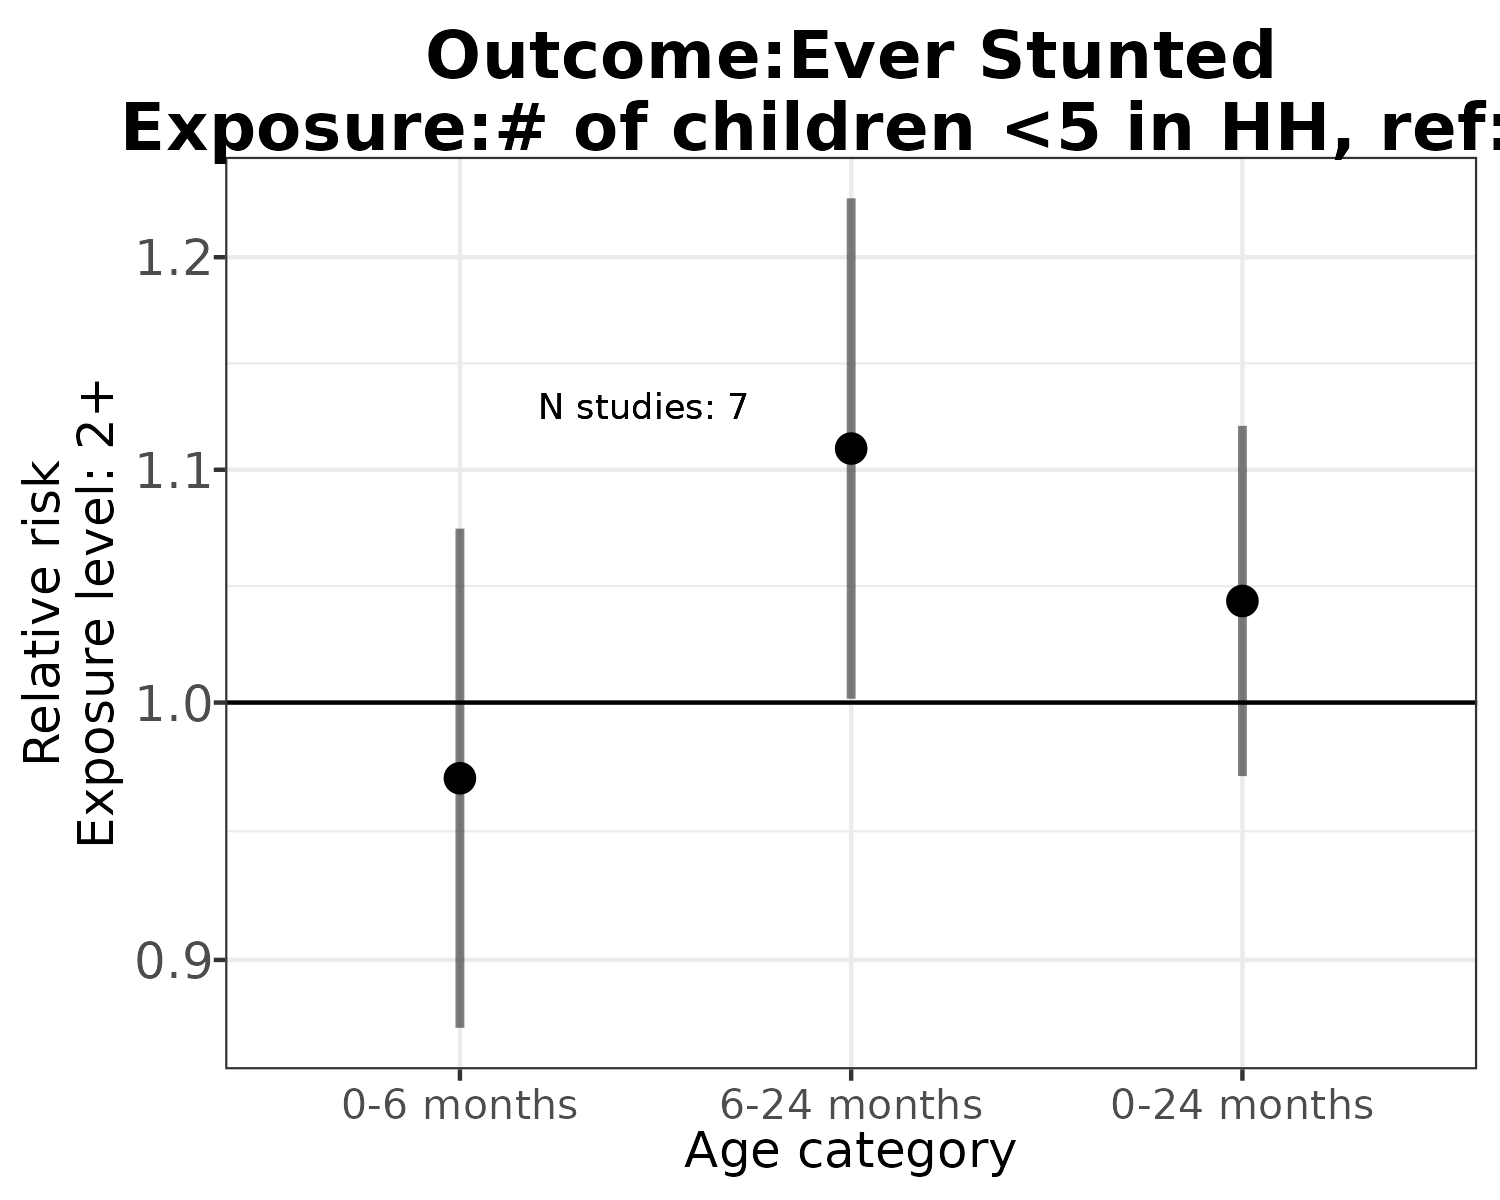 Outcome:Ever Stunted
Exposure:# of children <5 in HH, ref:
Relative risk
Exposure level: 2+
1.2
1.1
1.0
0.9
N studies: 7
0-6 months
6-24 months
0-24 months
Age category